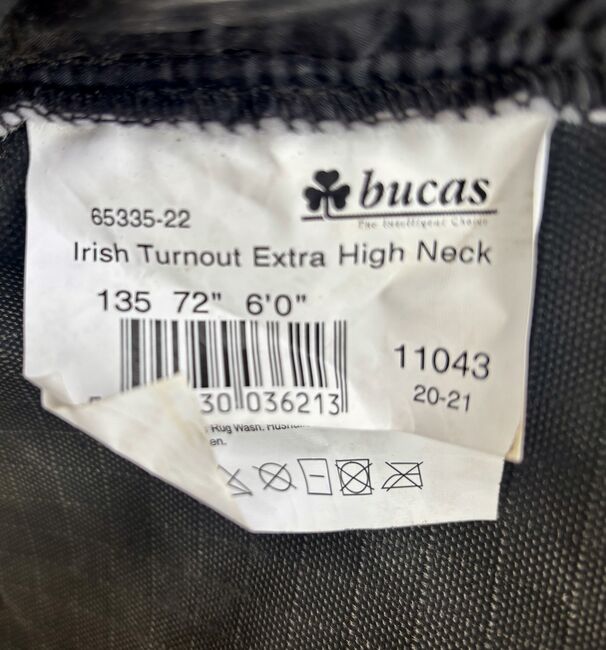 bucas
The Intelligent Choice
65335-22
Irish Turnout Extra High Neck
135 72" 6'0"
11043
30 036213
20-21
Rug Wash.
en.